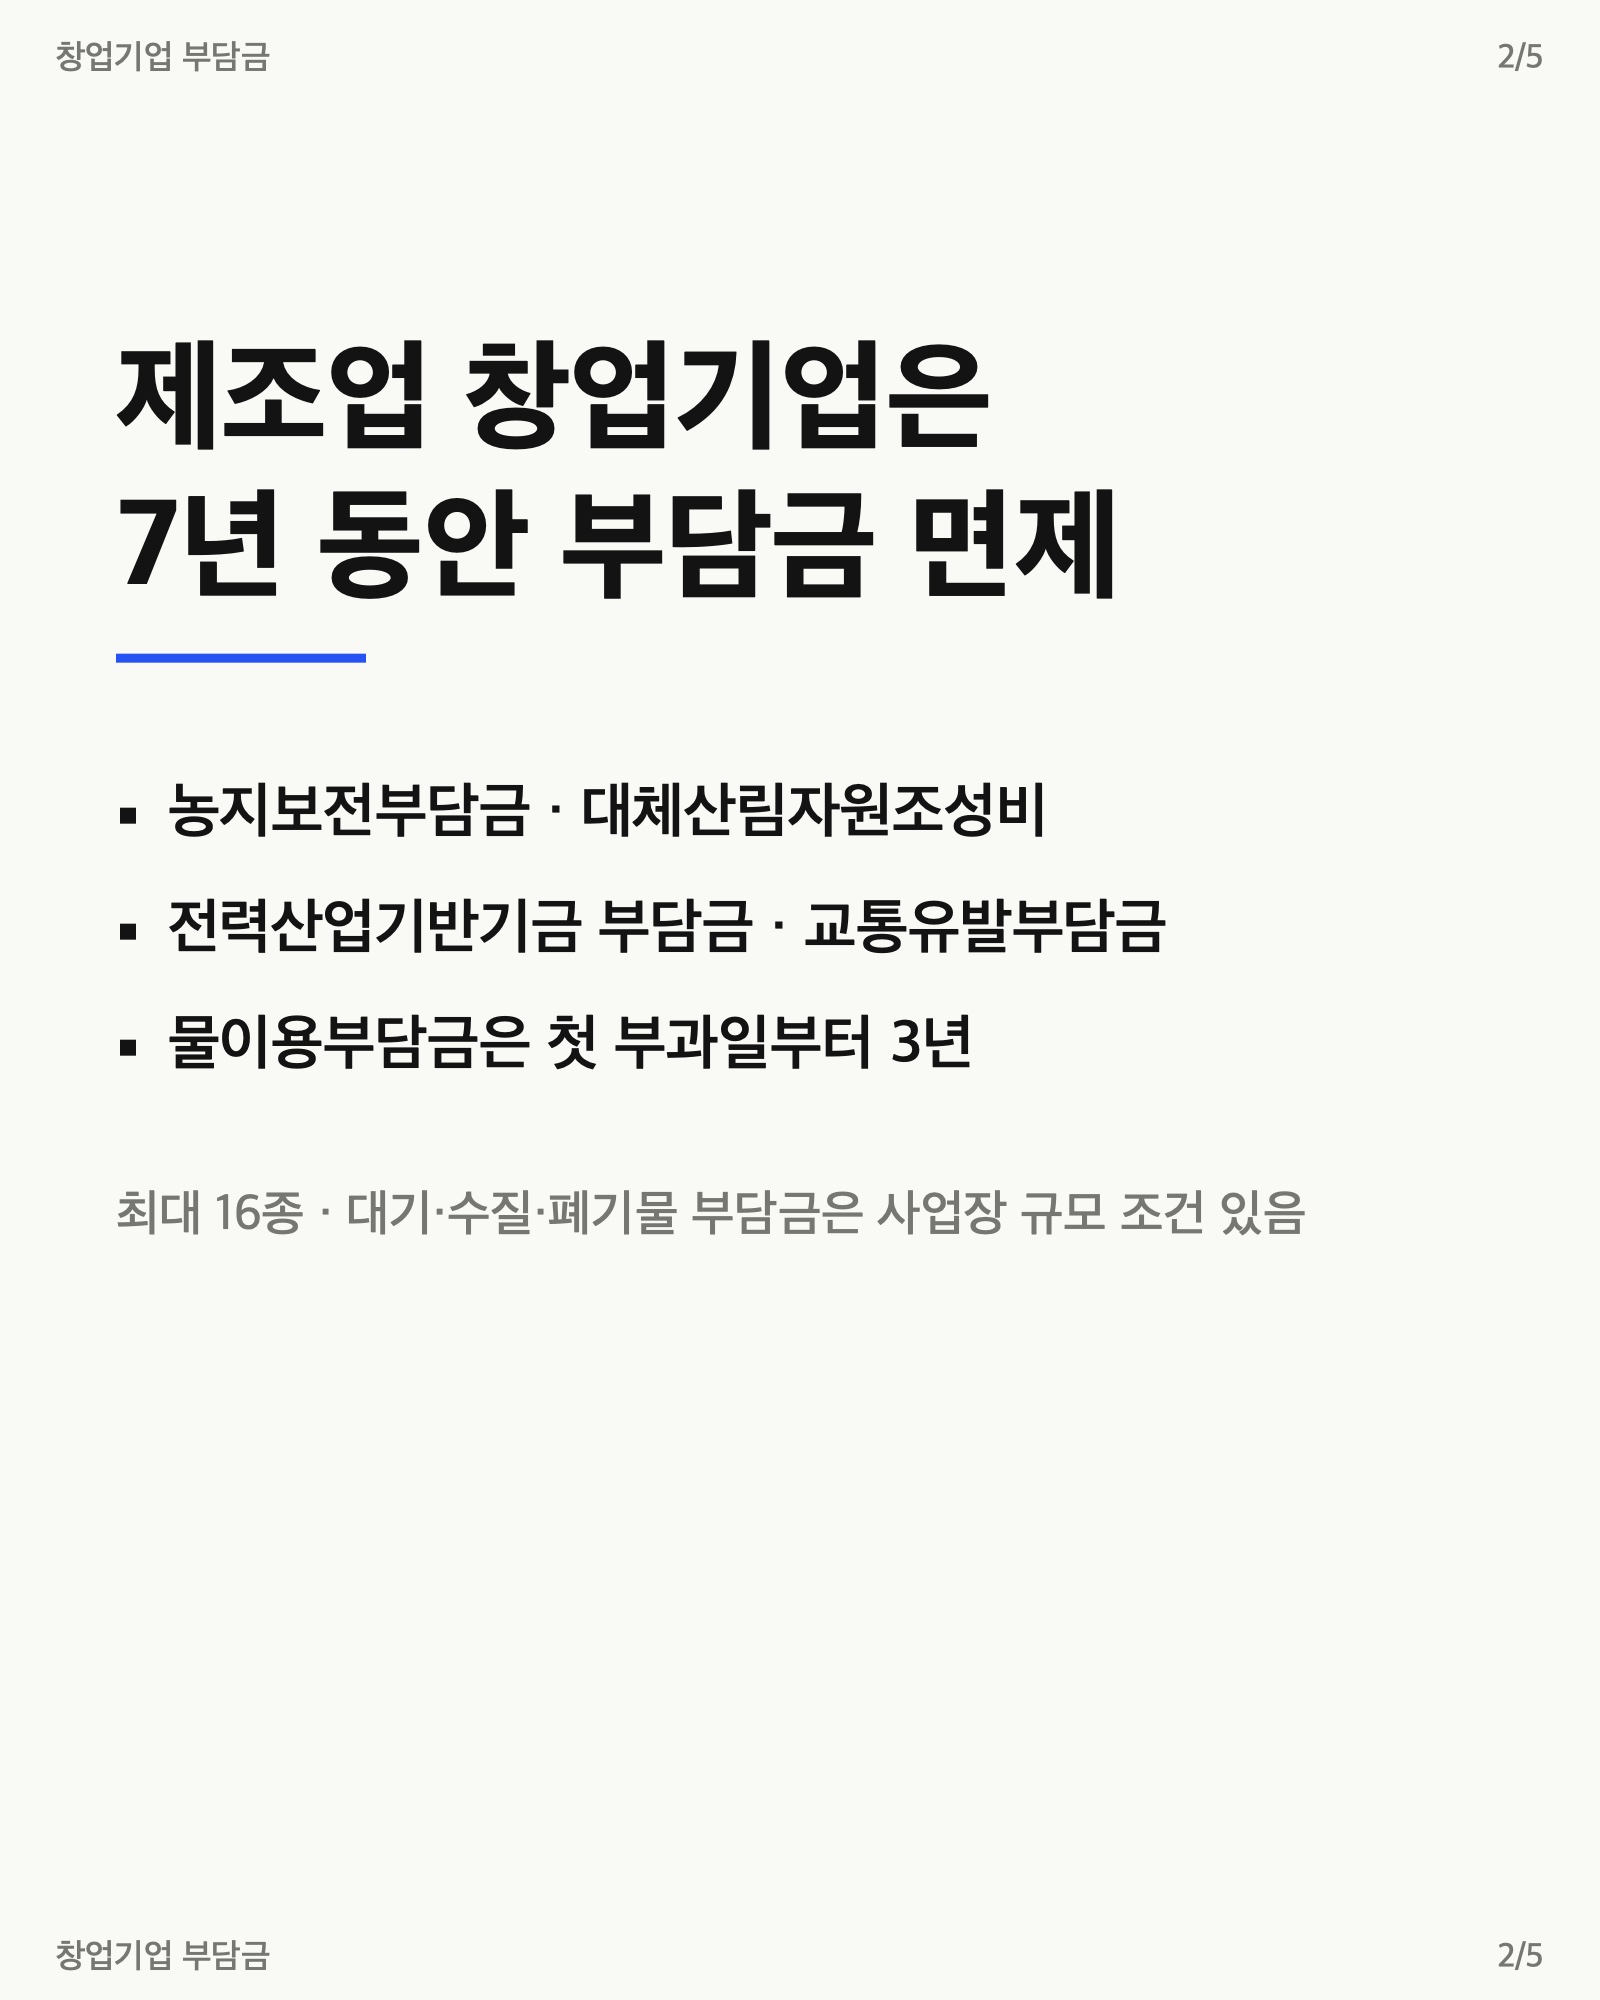 창업기업 부담금
2/5
제조업 창업기업은
7년 동안 부담금 면제
▪ 농지보전부담금 · 대체산림자원조성비
▪ 전력산업기반기금 부담금 · 교통유발부담금
▪ 물이용부담금은 첫 부과일부터 3년
최대 16종 · 대기·수질·폐기물 부담금은 사업장 규모 조건 있음
창업기업 부담금
2/5